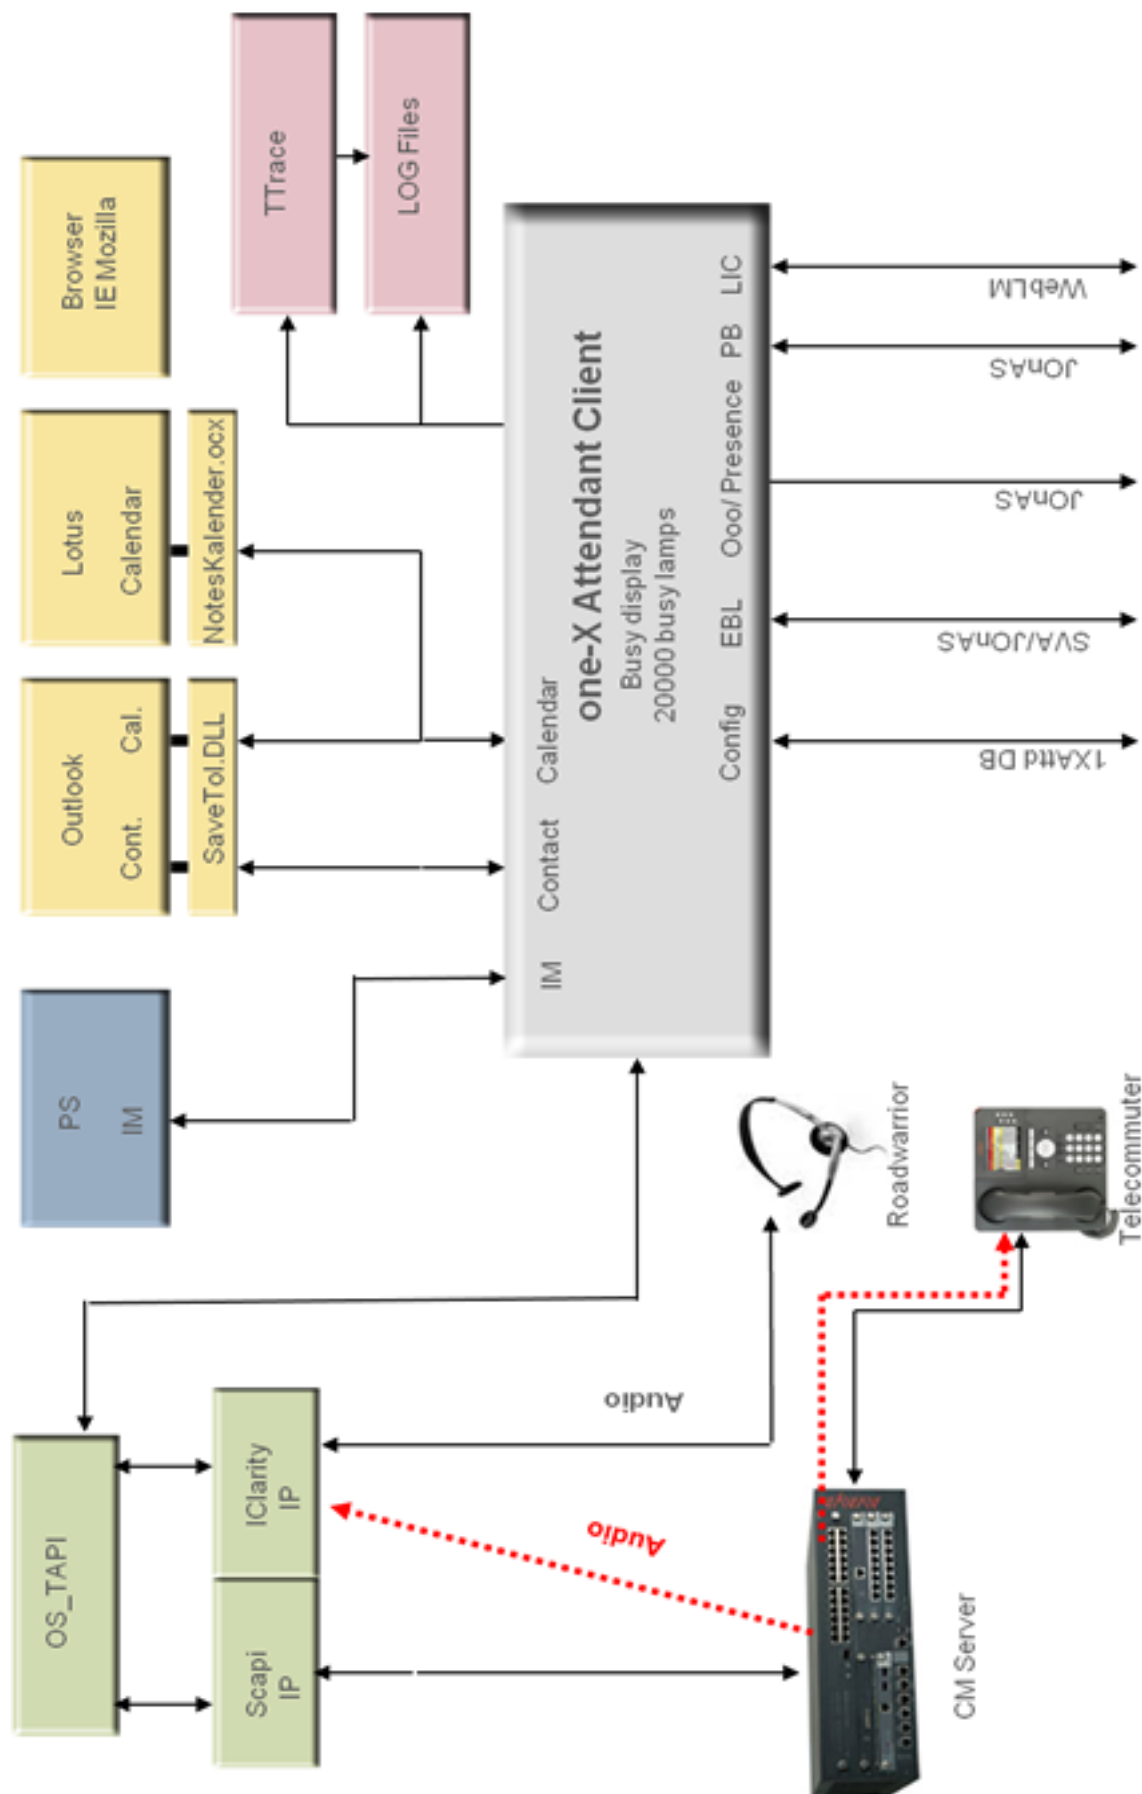 OS_TAPI
Scapi
IP
IClarity
IP
PS
IM
Outlook
Cont. Cal.
SaveTol.DLL
Lotus
Calendar
NotesKalender.ocx
Browser
IE Mozilla
TTrace
LOG Files
IM Contact Calendar
one-X Attendant Client
Busy display
20000 busy lamps
Config EBL Ooo/Presence PB LIC
Audio
Audio
AVAYA
CM Server
Roadwarrior
Telecommuter
1XAttd DB
SVA/JOnAS
JOnAS
JOnAS
WebLM